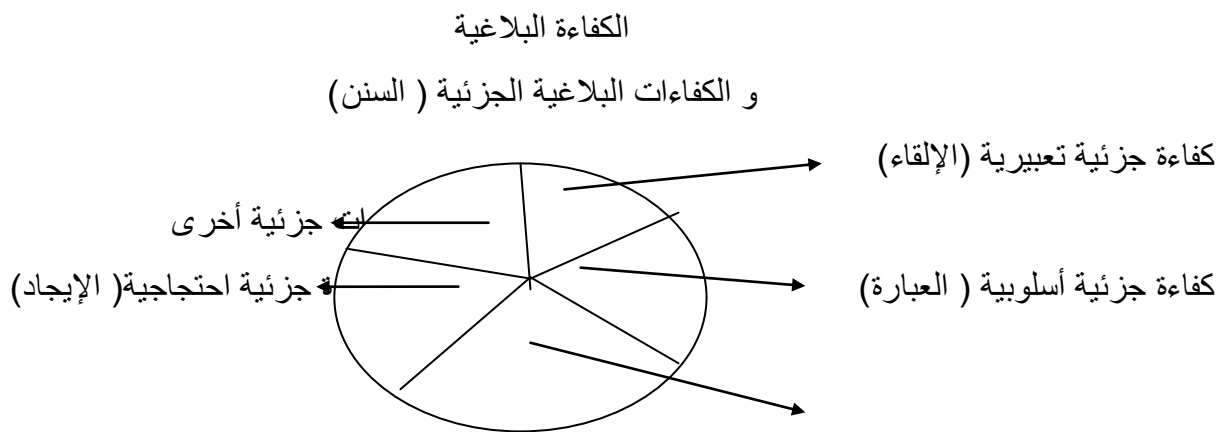 الكفاءة البلاغية
و الكفاءات البلاغية الجزئية ( السنن)
كفاءة جزئية تعبيرية (الإلقاء)
جزئية أخرى
كفاءة جزئية أسلوبية ( العبارة)
جزئية احتجاجية( الإيجاد)